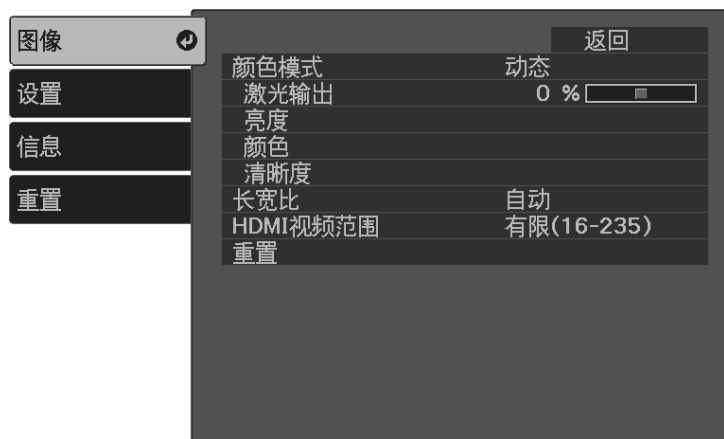 图像
设置
信息
重置
返回
颜色模式 动态
激光输出 0 %
亮度
颜色
清晰度
长宽比 自动
HDMI视频范围 有限(16-235)
重置